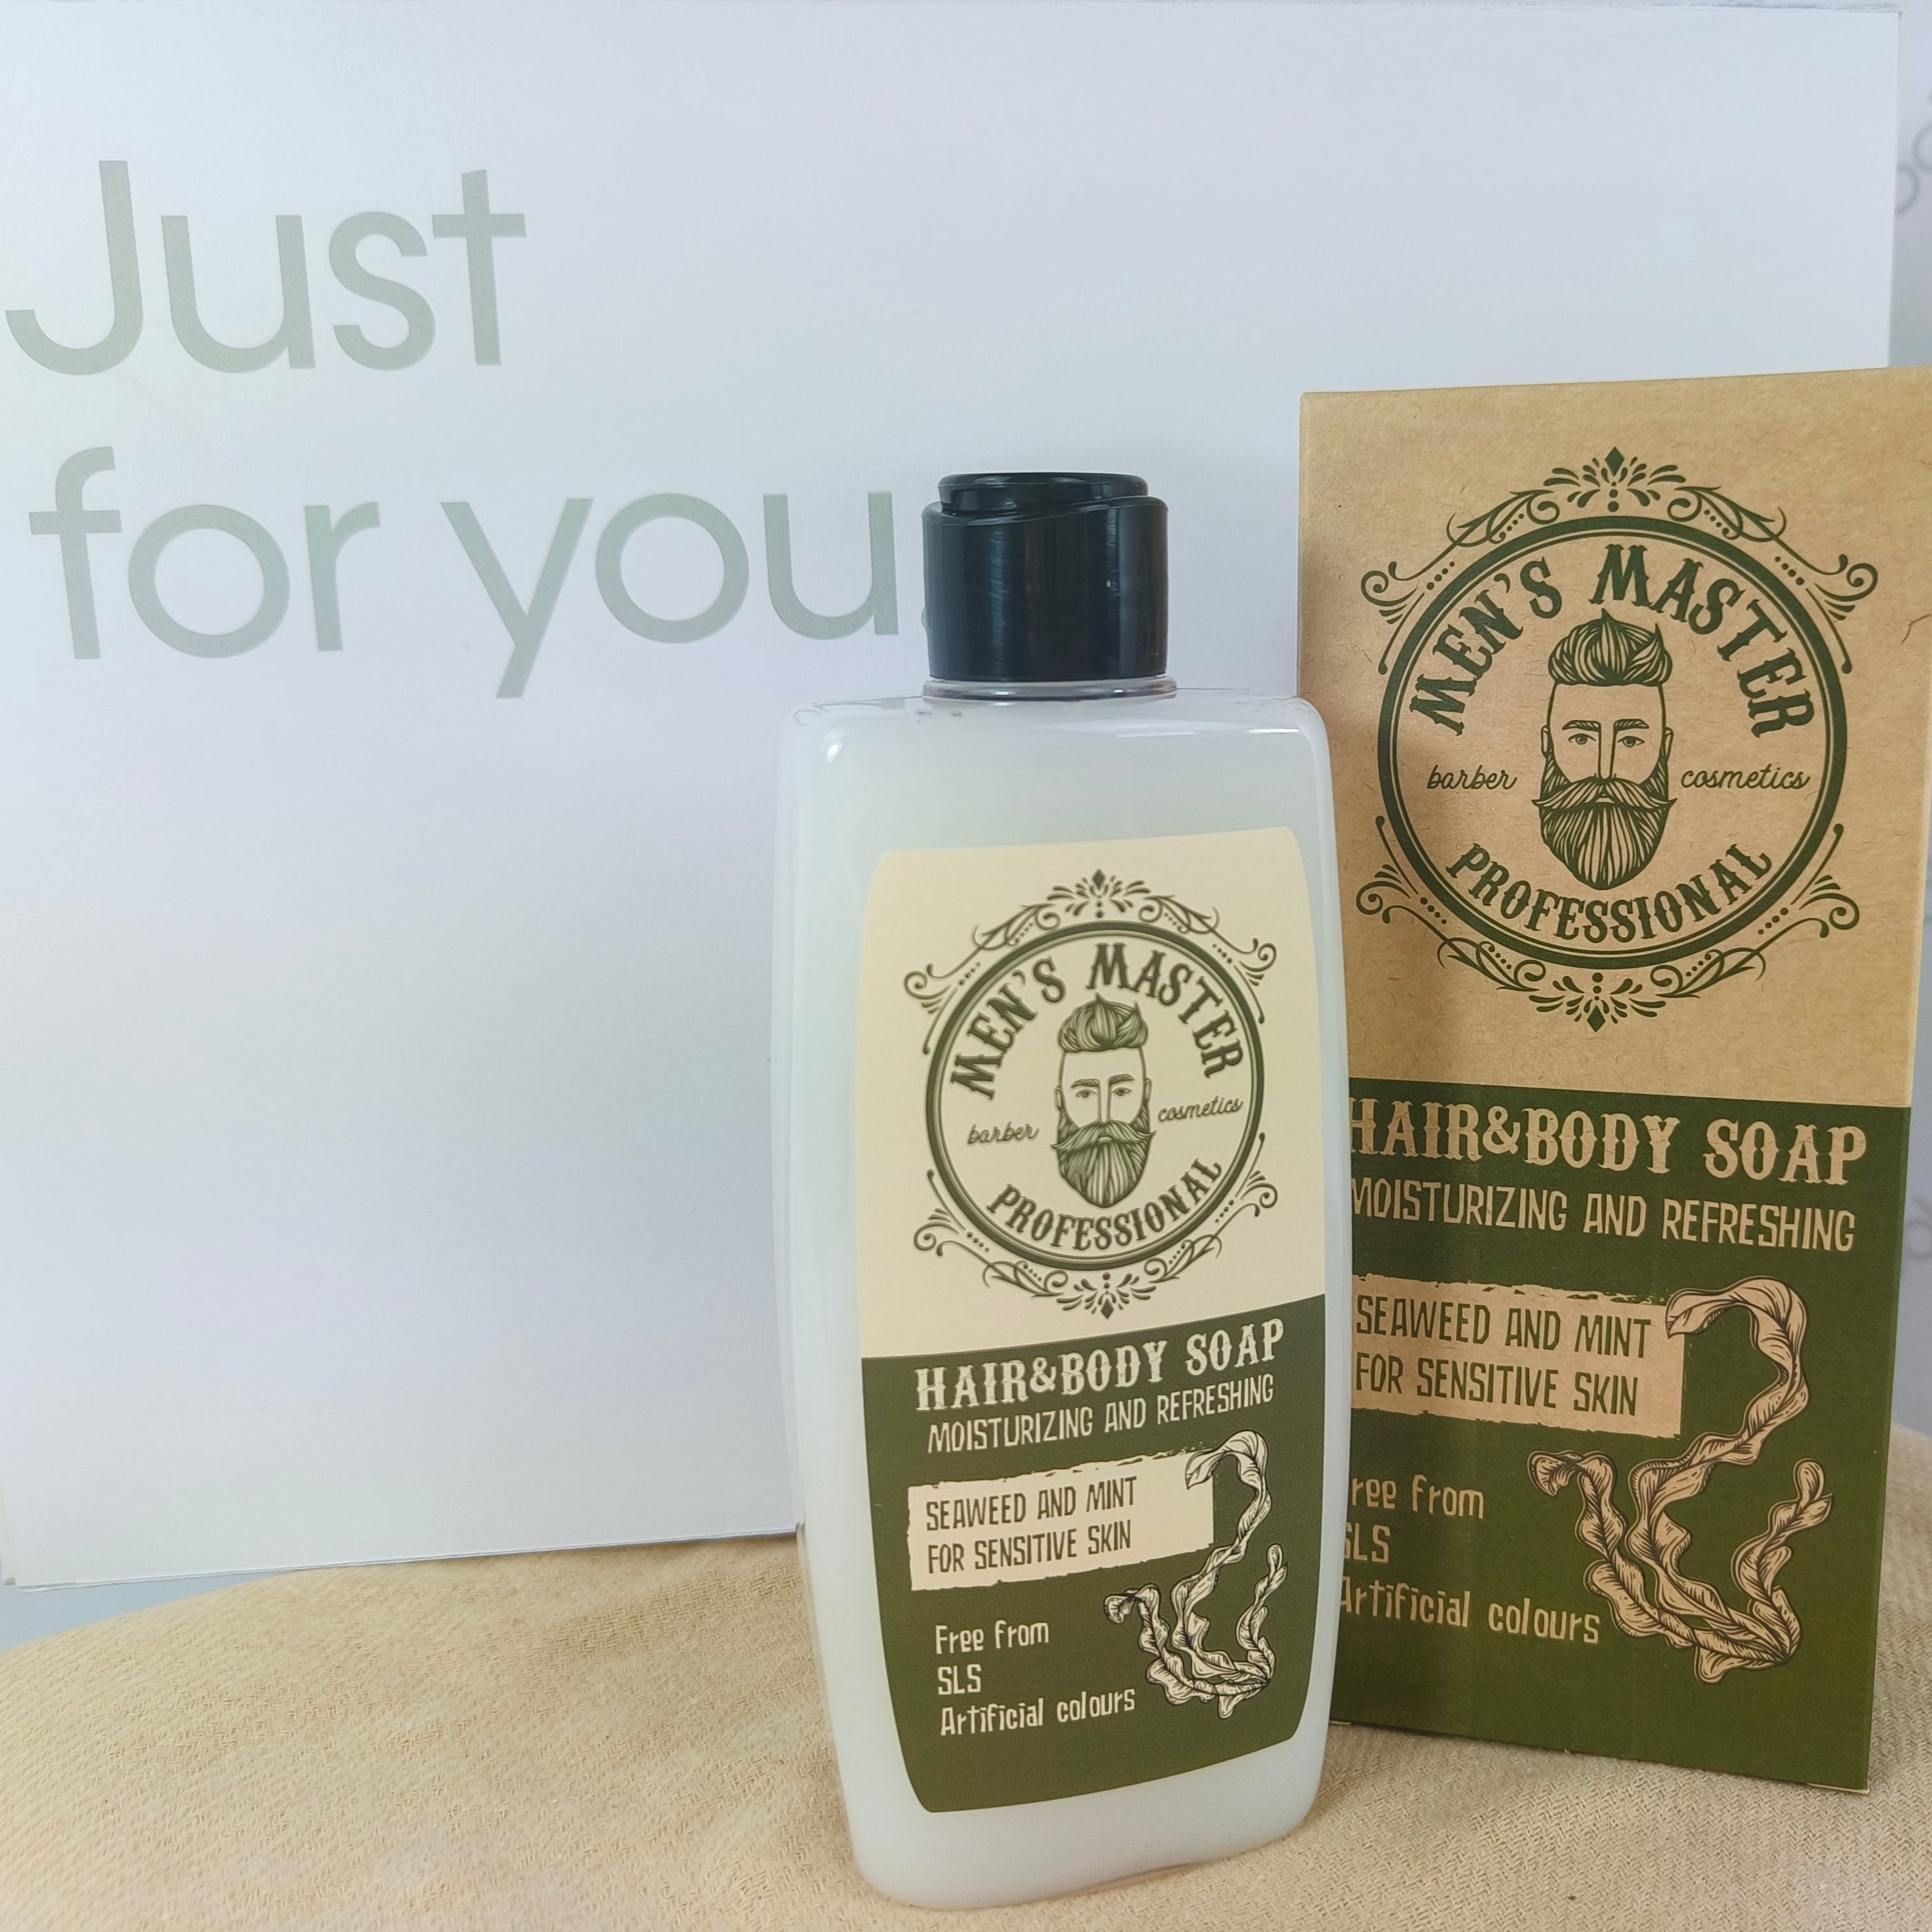 Just
for you.
MEN'S MASTER
barber cosmetics
PROFESSIONAL
HAIR&BODY SOAP
MOISTURIZING AND REFRESHING
SEAWEED AND MINT
FOR SENSITIVE SKIN
Free from
SLS
Artificial colours
MEN'S MASTER
barber cosmetics
PROFESSIONAL
HAIR&BODY SOAP
MOISTURIZING AND REFRESHING
SEAWEED AND MINT
FOR SENSITIVE SKIN
ree from
SLS
Artificial colours